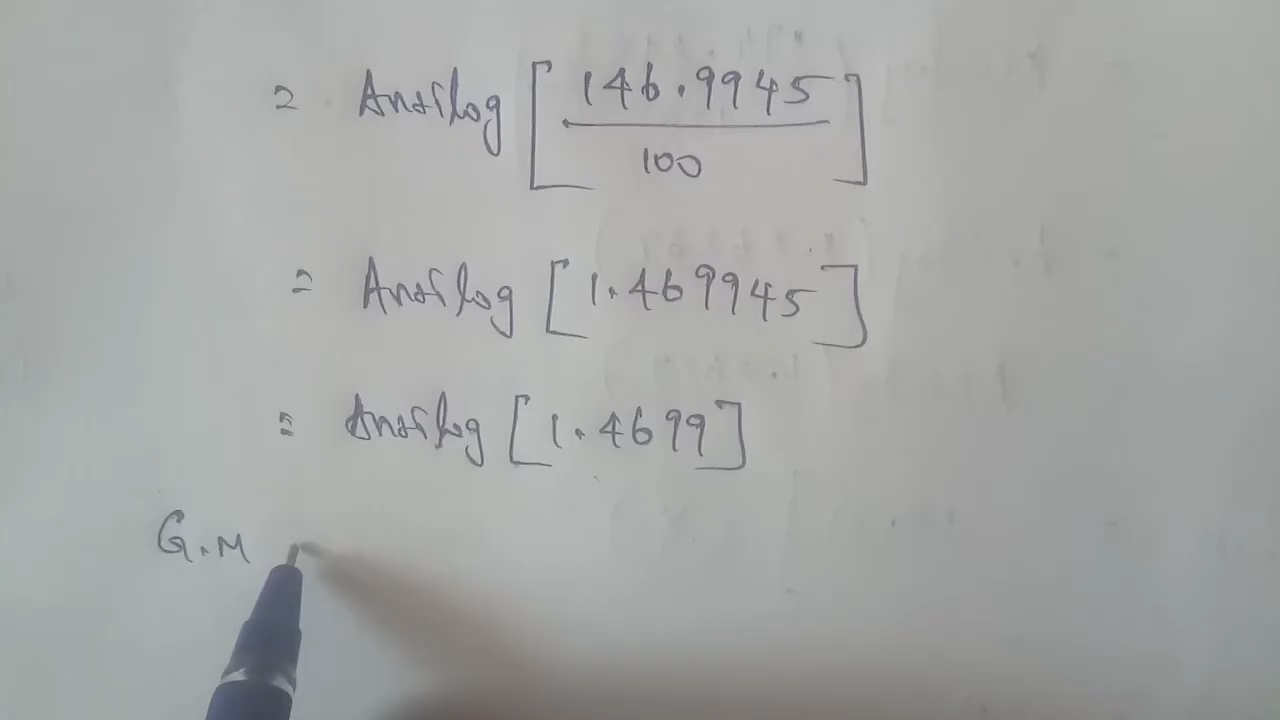 = Antilog [ 146.9945 / 100 ]
= Antilog [1.469945]
= Antilog [1.4699]
G.M